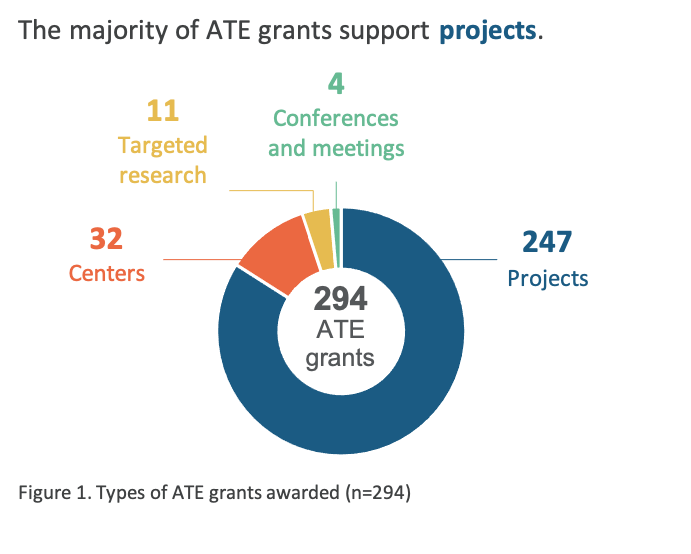 The majority of ATE grants support projects.
4
Conferences
and meetings
11
Targeted
research
32
Centers
247
Projects
294
ATE
grants
Figure 1. Types of ATE grants awarded (n=294)